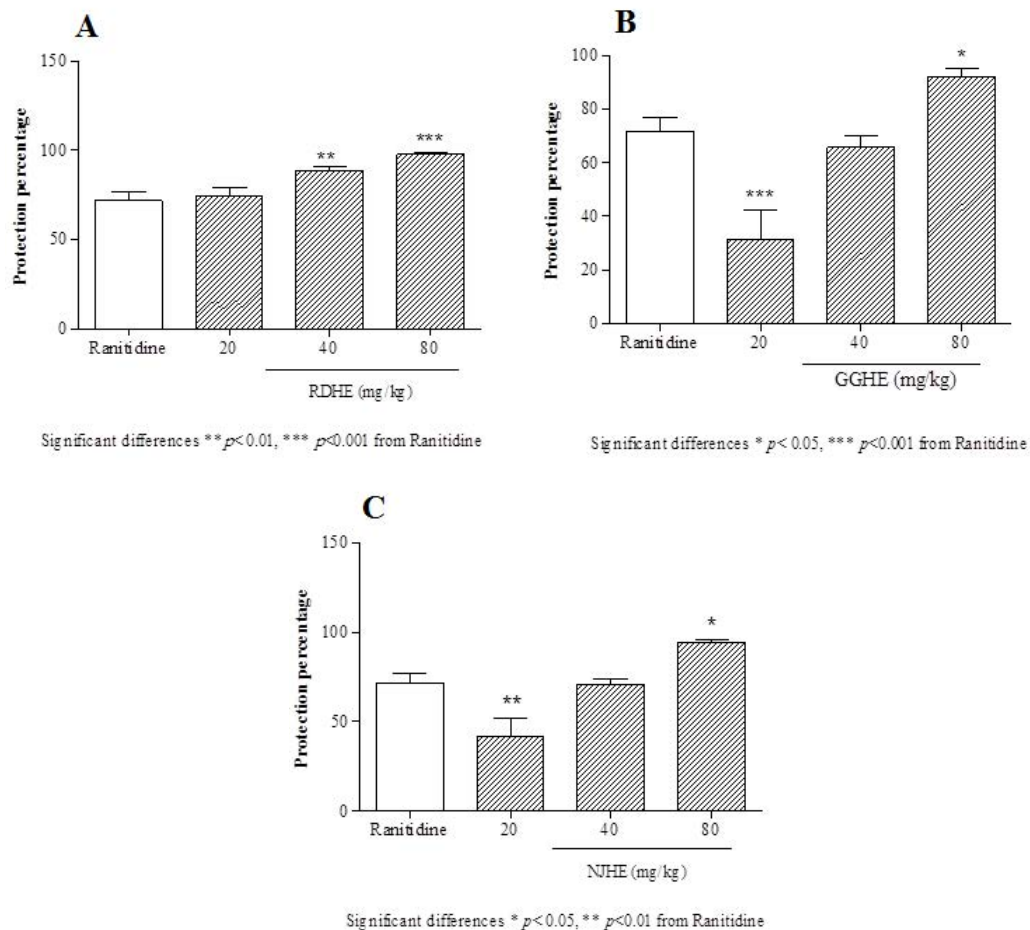 A
Protection percentage
150
100
50
0
** 
***
Ranitidine 20 40 80
RDHE (mg/kg)
Significant differences ** p< 0.01, *** p<0.001 from Ranitidine
B
Protection percentage
100
80
60
40
20
0
***
*
Ranitidine 20 40 80
GGHE (mg/kg)
Significant differences * p< 0.05, *** p<0.001 from Ranitidine
C
Protection percentage
150
100
50
0
**
*
Ranitidine 20 40 80
NJHE (mg/kg)
Significant differences * p< 0.05, ** p<0.01 from Ranitidine